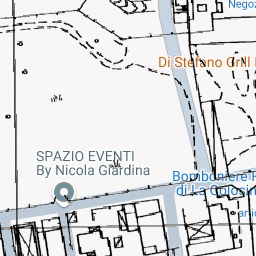 Negoz
Di Stefano Grill
SPAZIO EVENTI
By Nicola Giardina
Bomboniere
di La Colosi